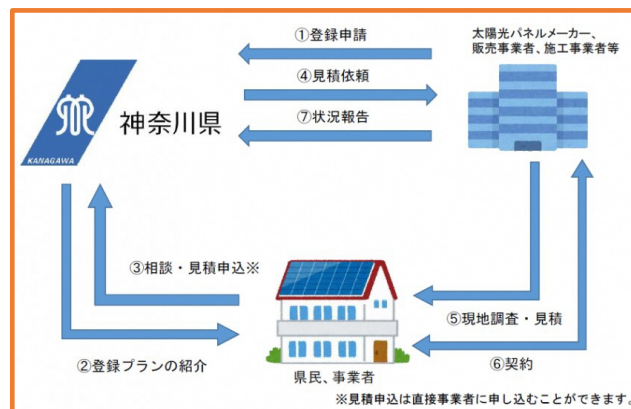 ①登録申請
太陽光パネルメーカー、
販売事業者、施工事業者等
④見積依頼
神奈川県
KANAGAWA
⑦状況報告
③相談・見積申込※
⑤現地調査・見積
②登録プランの紹介
⑥契約
県民、事業者
※見積申込は直接事業者に申し込むことができます。